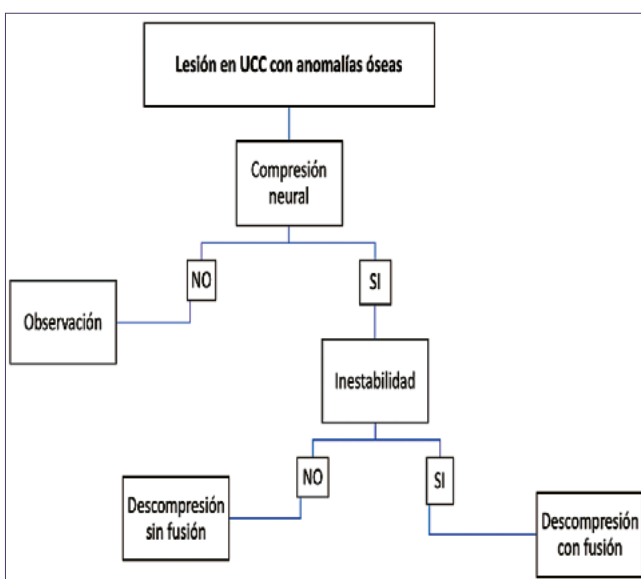 Lesión en UCC con anomalías óseas
Compresión
neural
NO
SI
Observación
Inestabilidad
NO
SI
Descompresión
sin fusión
Descompresión
con fusión